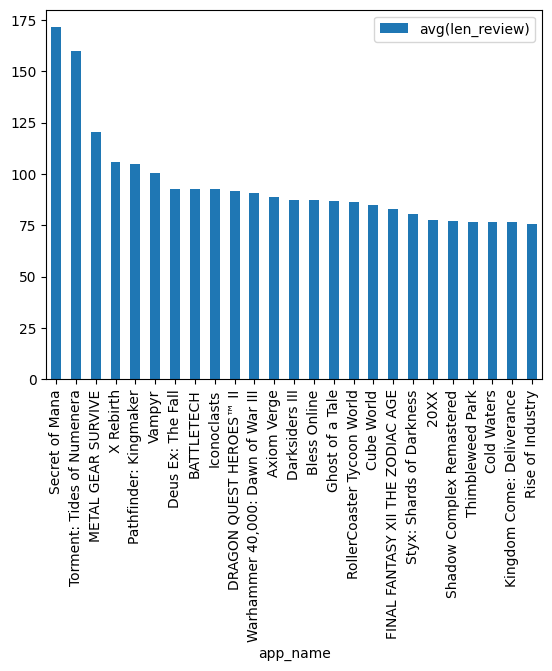 175
150
125
100
75
50
25
0
avg(len_review)
Secret of Mana
Torment: Tides of Numenera
METAL GEAR SURVIVE
X Rebirth
Pathfinder: Kingmaker
Vampyr
Deus Ex: The Fall
BATTLETECH
Iconoclasts
DRAGON QUEST HEROES™ II
Warhammer 40,000: Dawn of War III
Axiom Verge
Darksiders III
Bless Online
Ghost of a Tale
RollerCoaster Tycoon World
Cube World
FINAL FANTASY XII THE ZODIAC AGE
Styx: Shards of Darkness
20XX
Shadow Complex Remastered
Thimbleweed Park
Cold Waters
Kingdom Come: Deliverance
Rise of Industry
app_name